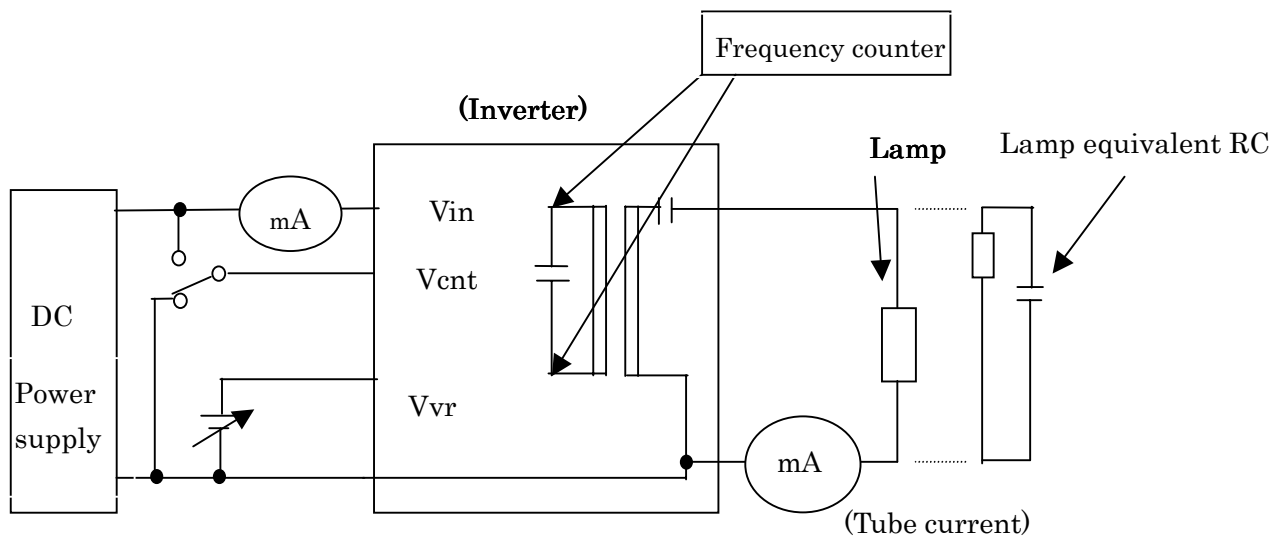 Frequency counter
(Inverter)
Lamp
Lamp equivalent RC
mA
Vin
Vcnt
DC
Power
supply
Vvr
mA
(Tube current)